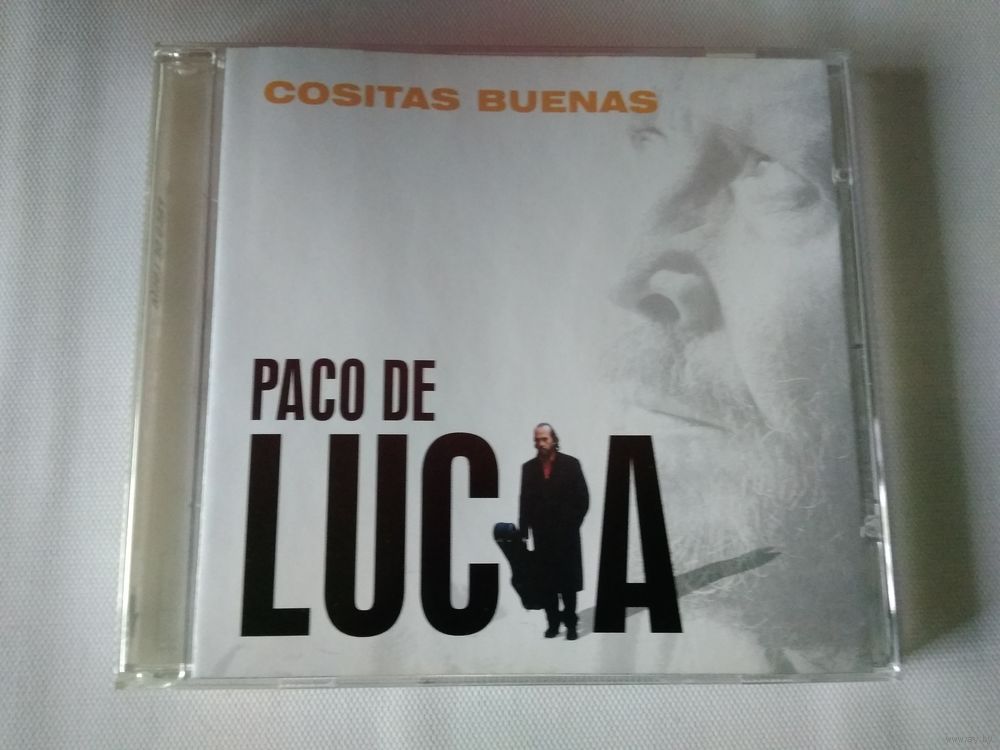 COSITAS BUENAS
PACO DE
LUCIA